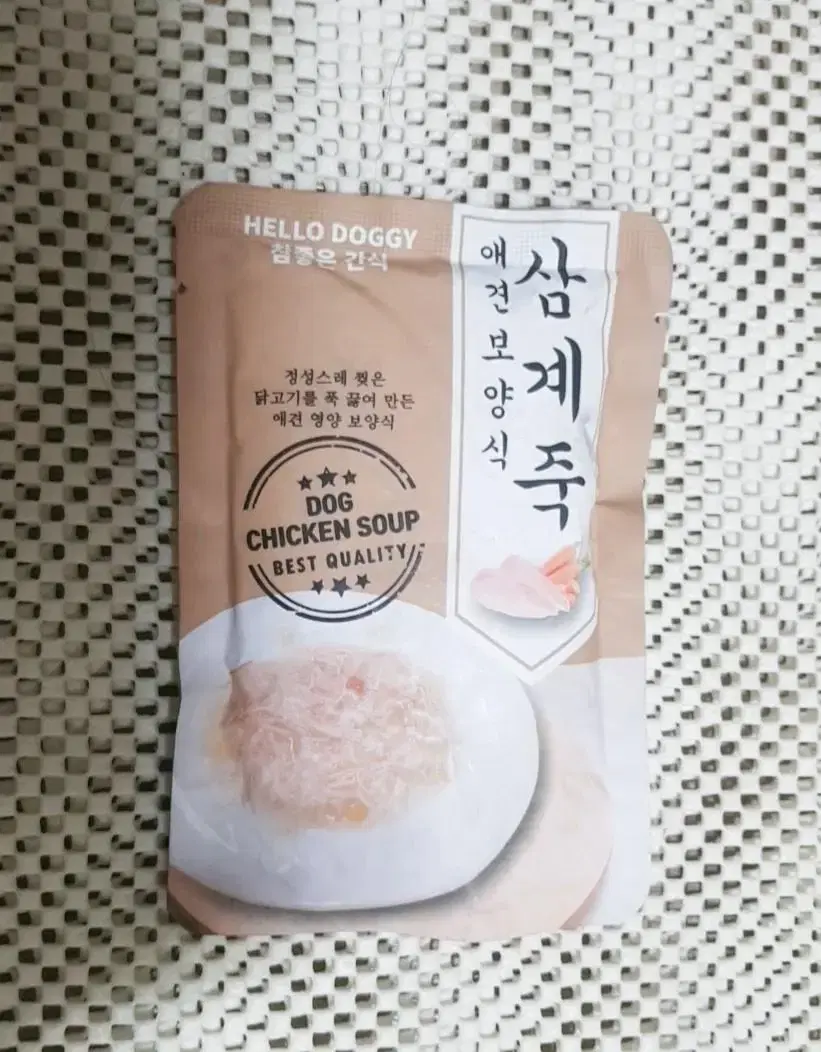 HELLO DOGGY
참좋은 간식
정성스레 찢은
닭고기를 푹 끓여 만든
애견 영양 보양식
DOG
CHICKEN SOUP
BEST QUALITY
애견보양식
삼계죽